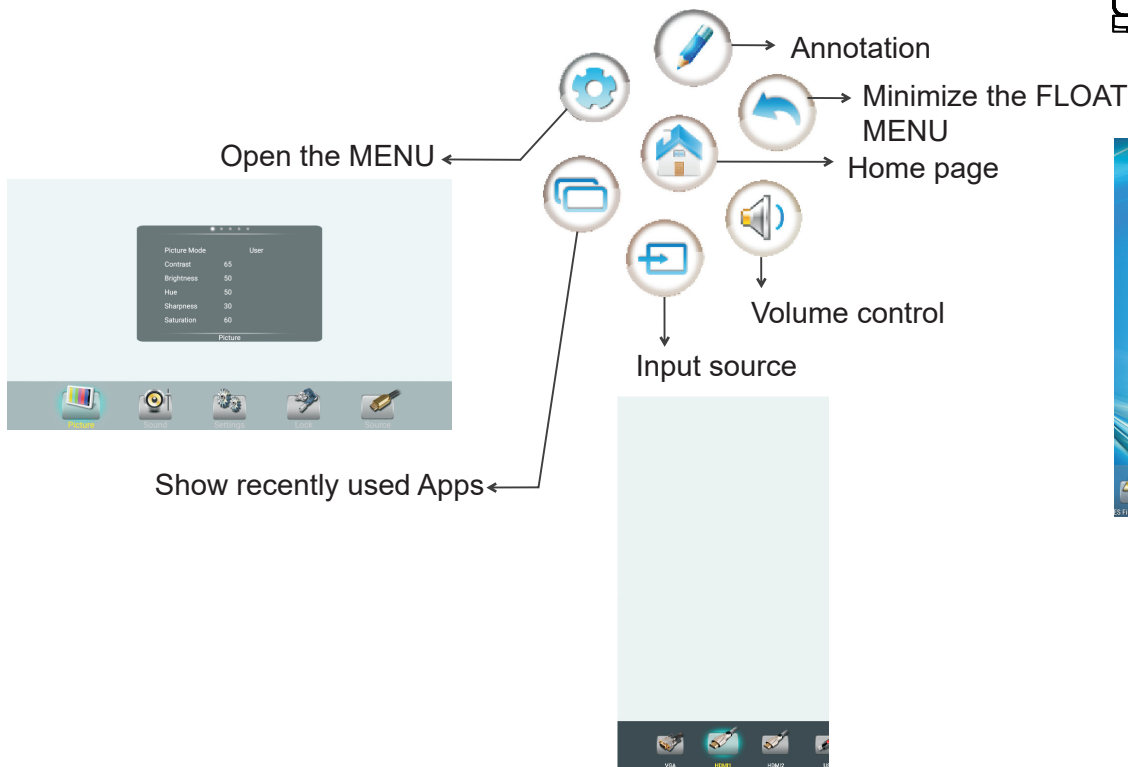 Annotation
Minimize the FLOAT
MENU
Open the MENU
Home page
Picture Mode User
Contrast 65
Brightness 50
Hue 50
Sharpness 30
Saturation 60
Picture
Volume control
Input source
Picture Sound Settings Lock Source
Show recently used Apps
VGA HDMI1 HDMI2